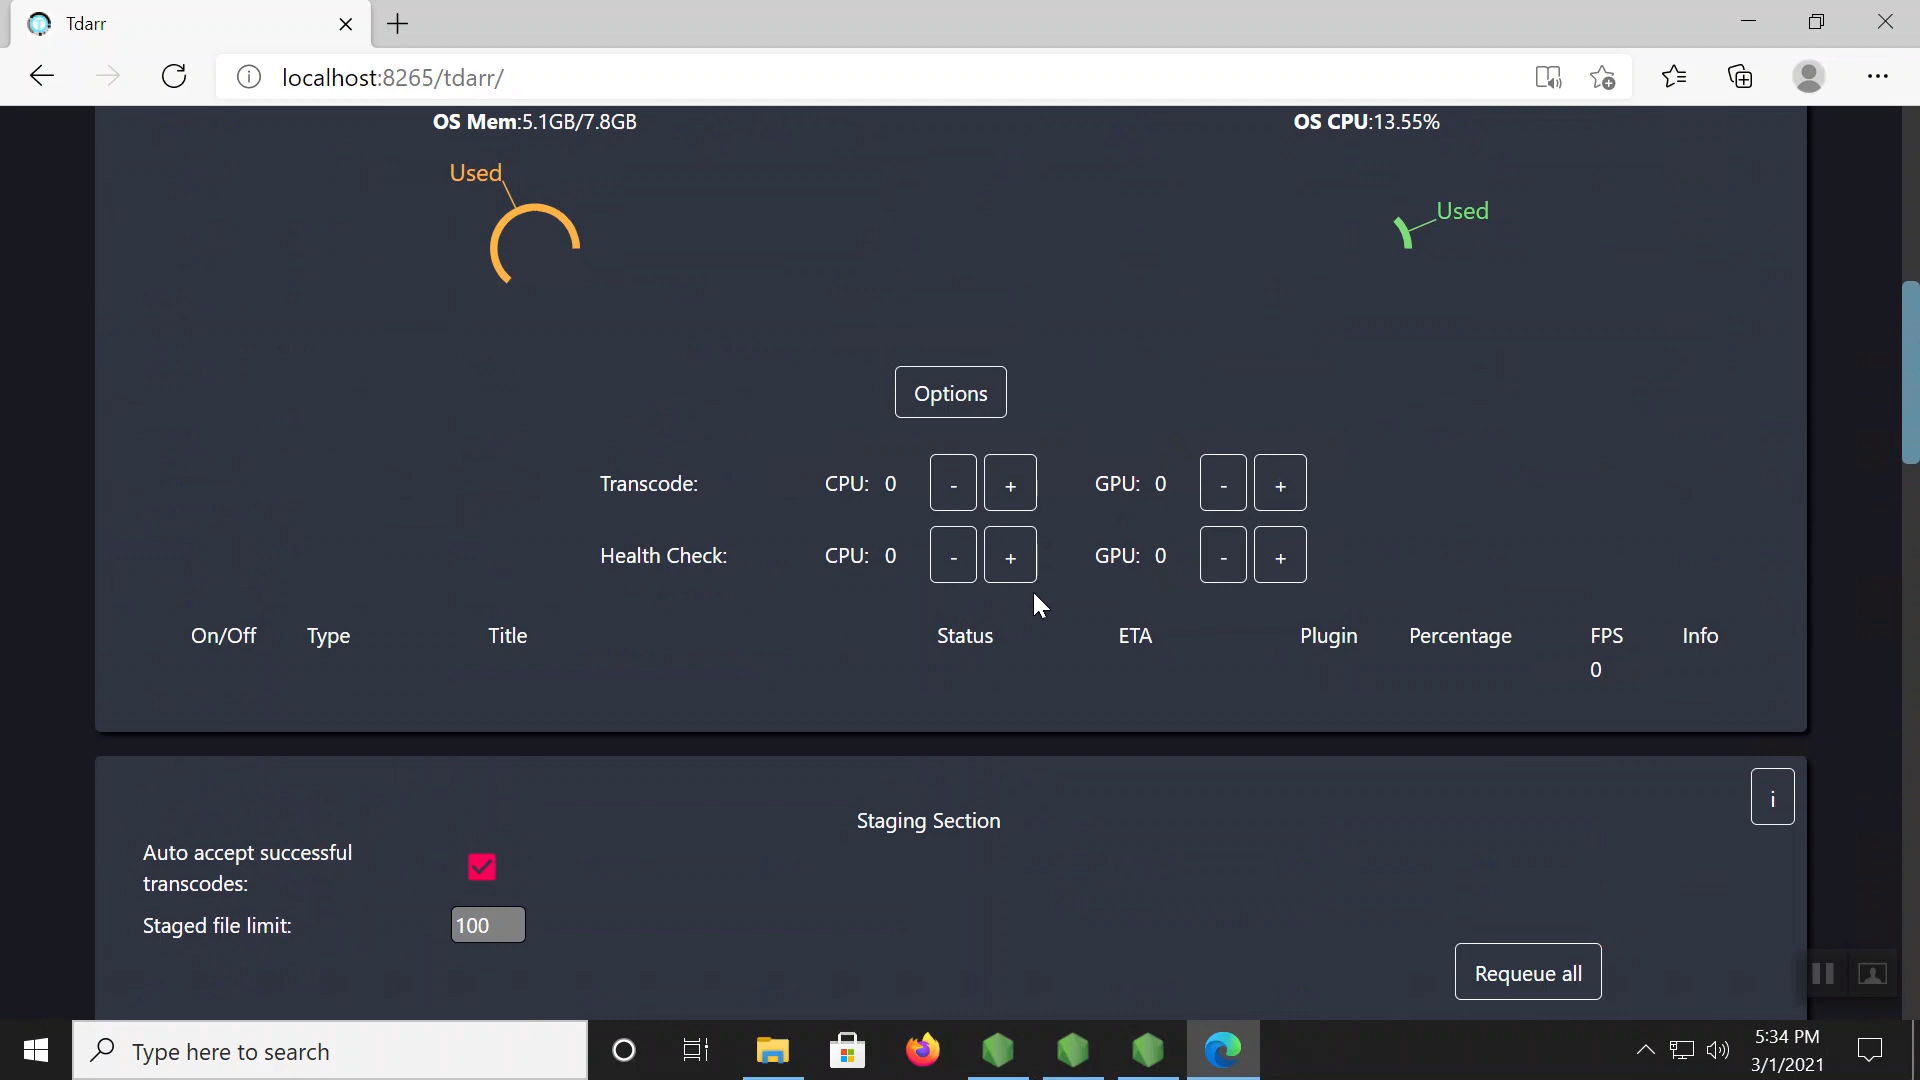 Tdarr
localhost:8265/tdarr/
OS Mem:5.1GB/7.8GB
OS CPU:13.55%
Used
Used
Options
Transcode: CPU: 0 - + GPU: 0 - +
Health Check: CPU: 0 - + GPU: 0 - +
On/Off Type Title Status ETA Plugin Percentage FPS Info
0
i
Staging Section
Auto accept successful
transcodes:
Staged file limit: 100
Requeue all
Type here to search
5:34 PM
3/1/2021